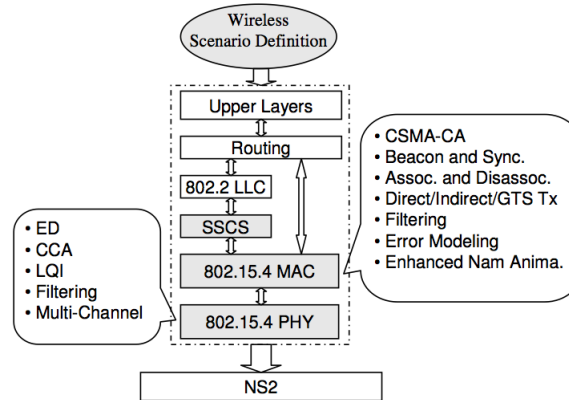 Wireless
Scenario Definition
Upper Layers
Routing
802.2 LLC
SSCS
802.15.4 MAC
802.15.4 PHY
NS2
• ED
• CCA
• LQI
• Filtering
• Multi-Channel
• CSMA-CA
• Beacon and Sync.
• Assoc. and Disassoc.
• Direct/Indirect/GTS Tx
• Filtering
• Error Modeling
• Enhanced Nam Anima.